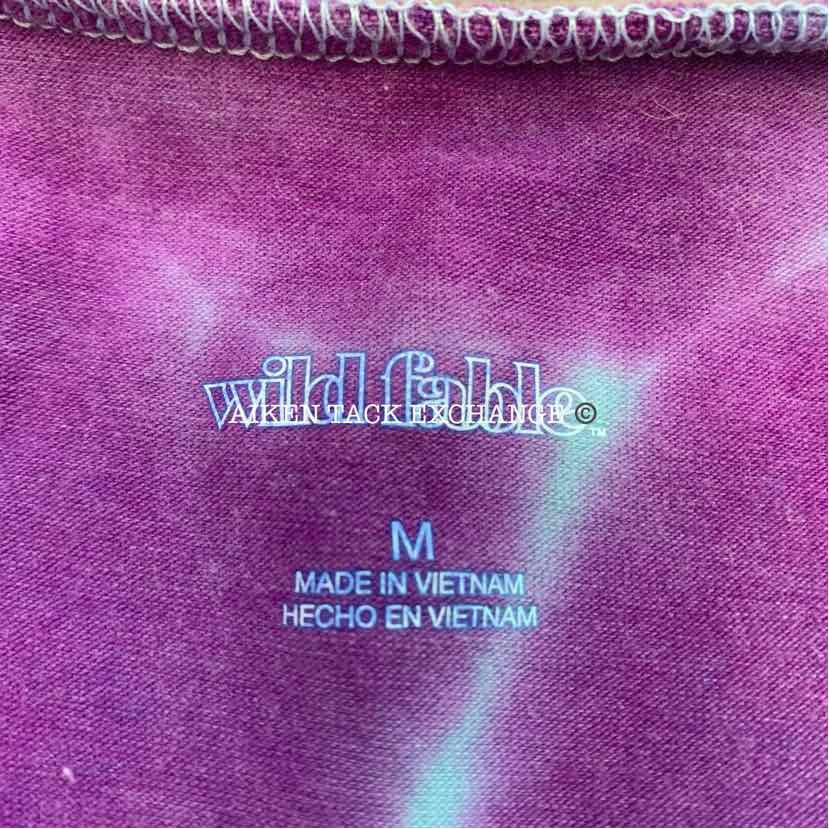 wild fable™
AIKEN TACK EXCHANGE ©
M
MADE IN VIETNAM
HECHO EN VIETNAM